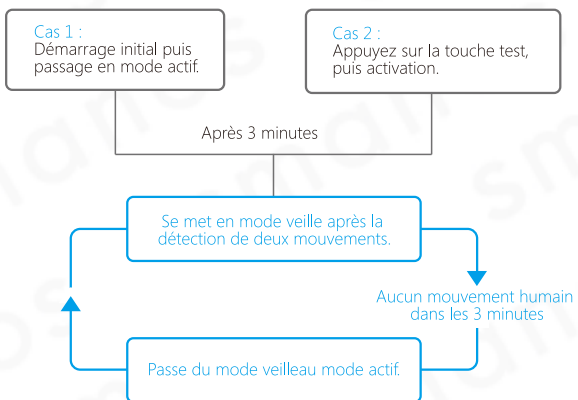 Cas 1 :
Démarrage initial puis
passage en mode actif.
Cas 2 :
Appuyez sur la touche test,
puis activation.
Après 3 minutes
Se met en mode veille après la
détection de deux mouvements.
Aucun mouvement humain
dans les 3 minutes
Passe du mode veilleau mode actif.